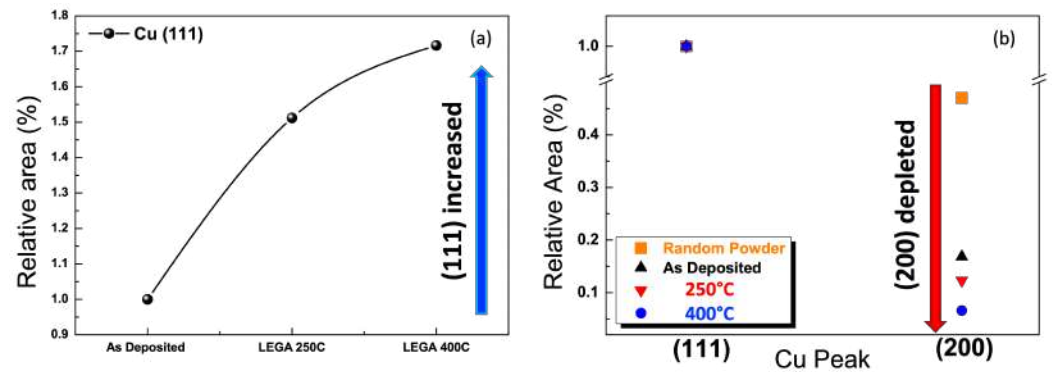 1.8
1.7
1.6
1.5
1.4
1.3
1.2
1.1
1.0
0.9
Relative area (%)
Cu (111)
(a)
(111) increased
As Deposited
LEGA 250C
LEGA 400C
1.0
0.4
0.3
0.2
0.1
Relative Area (%)
(b)
(200) depleted
Random Powder
As Deposited
250°C
400°C
(111)
Cu Peak
(200)